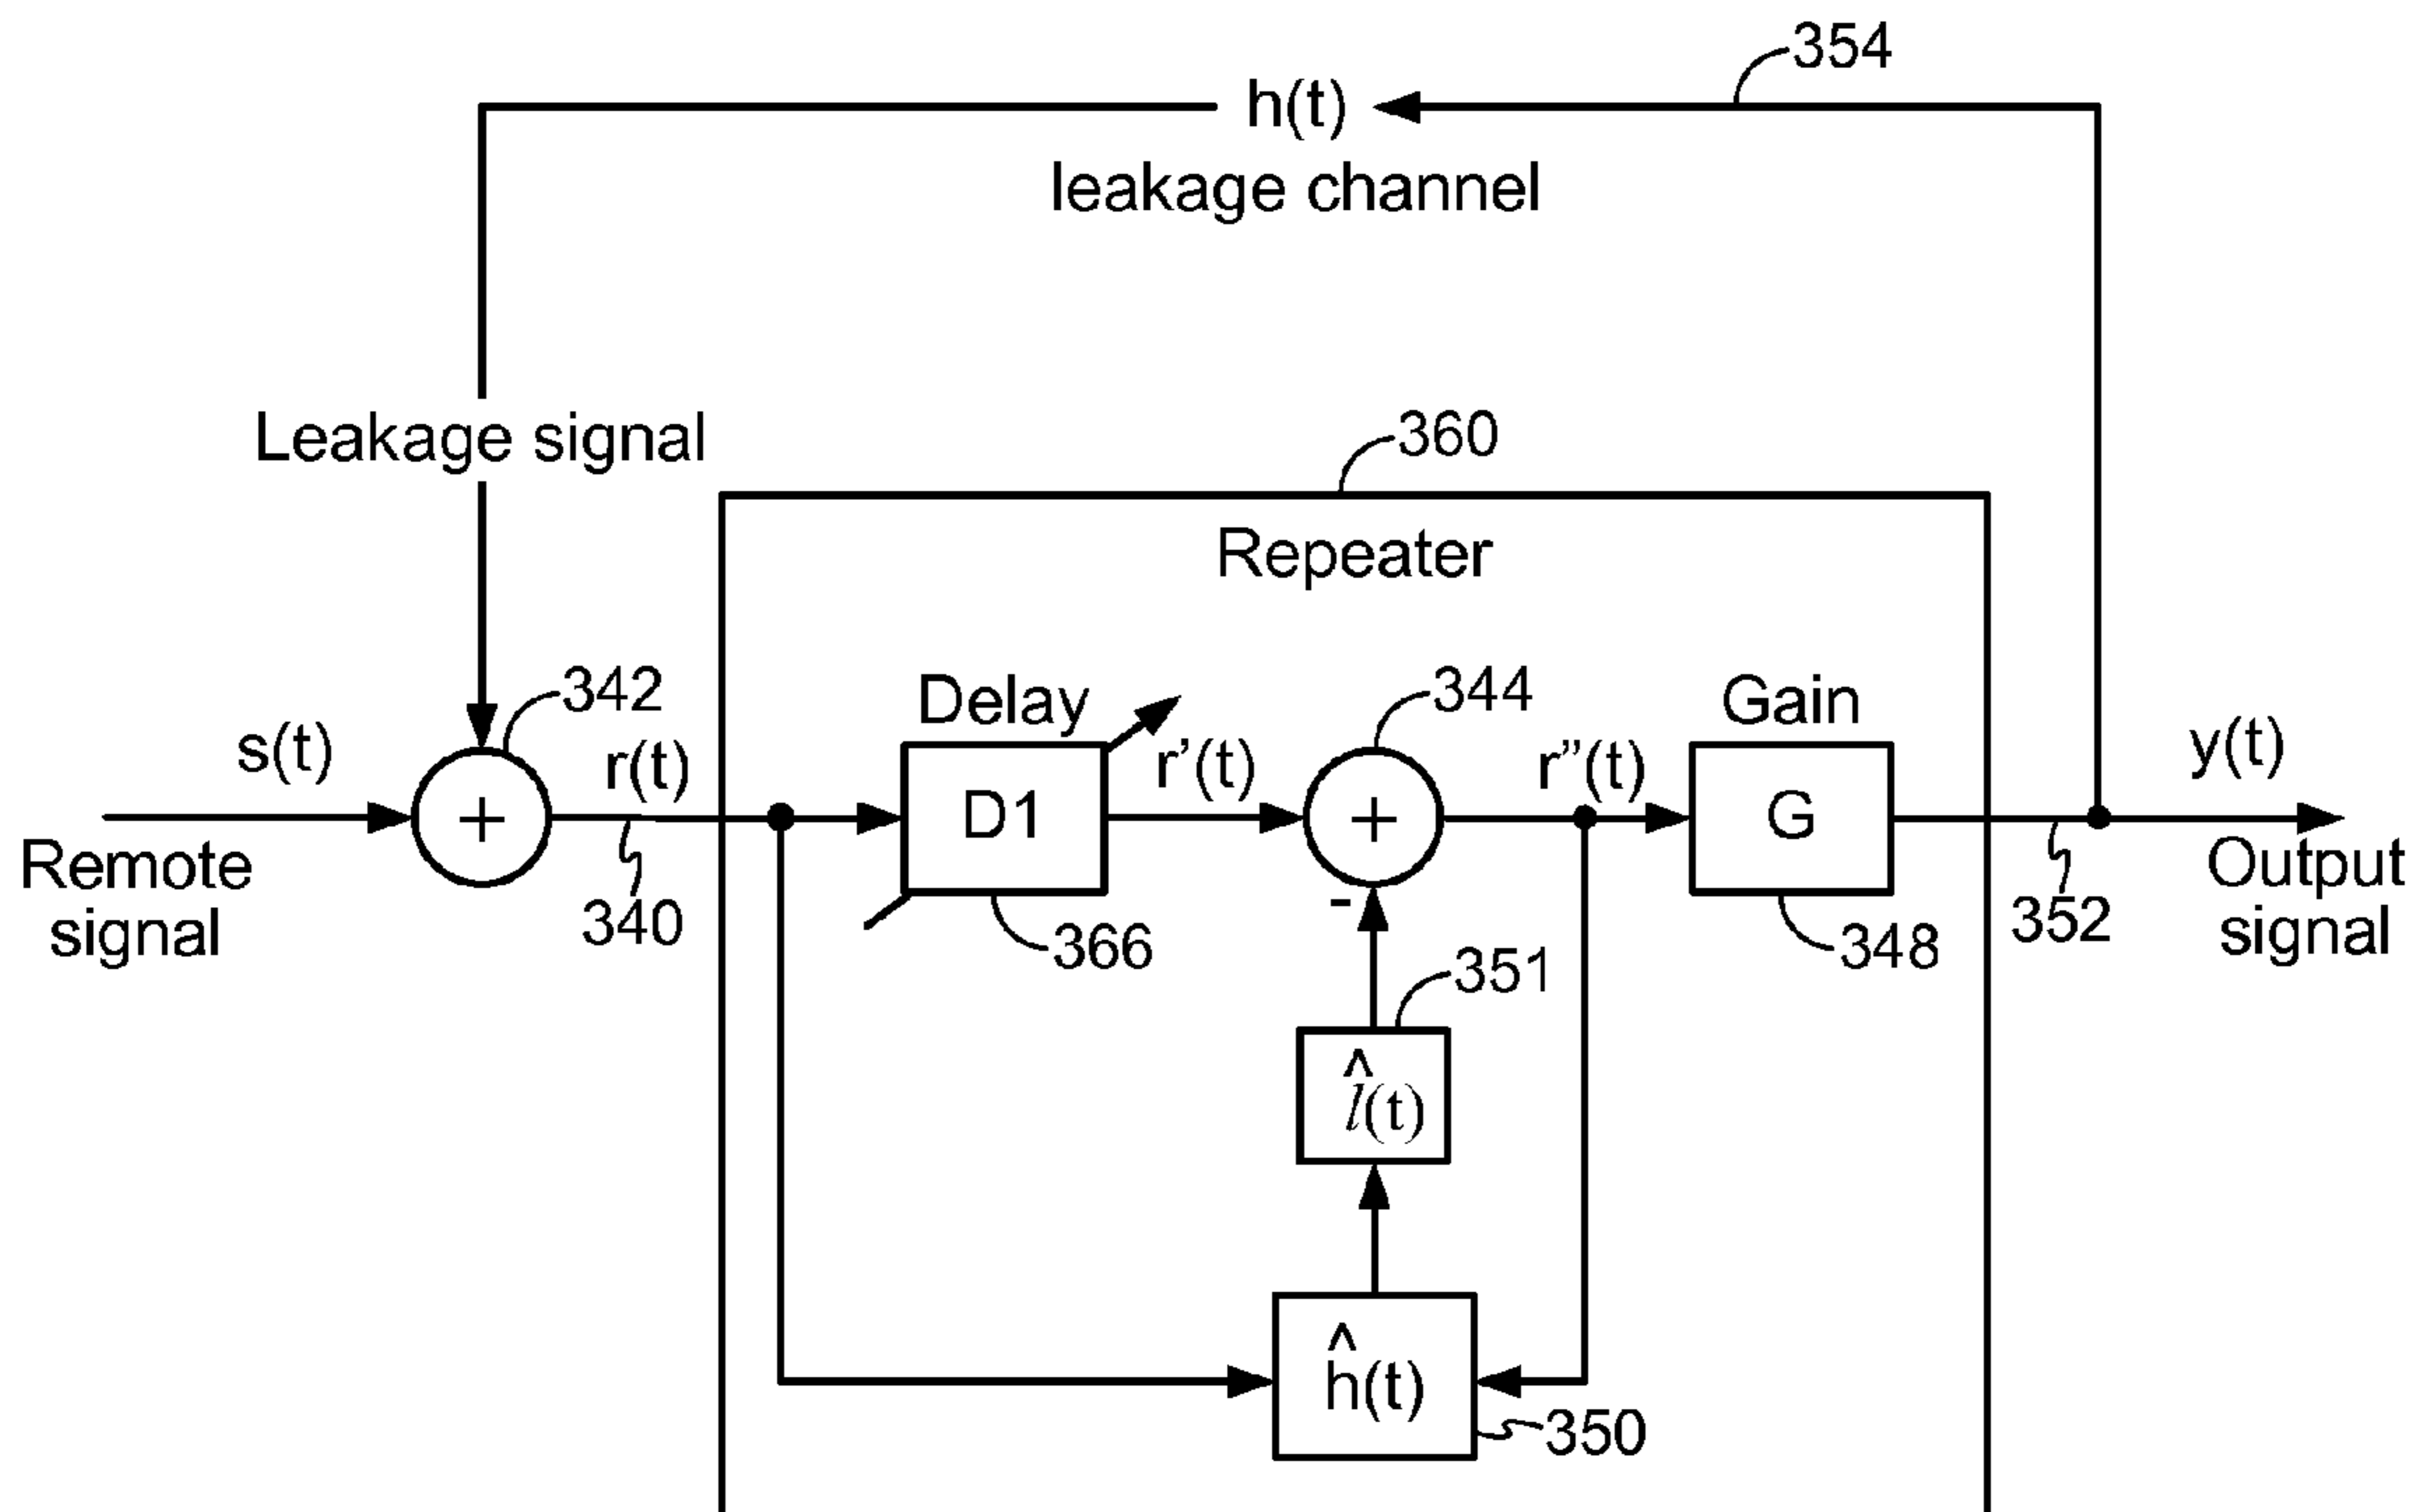 354
h(t)
leakage channel
Leakage signal
360
Repeater
342
Delay
344
Gain
s(t)
r(t)
r’(t)
r”(t)
y(t)
+
D1
+
G
Remote
signal
340
366
-
348
352
Output
signal
351
l̂(t)
ĥ(t)
350